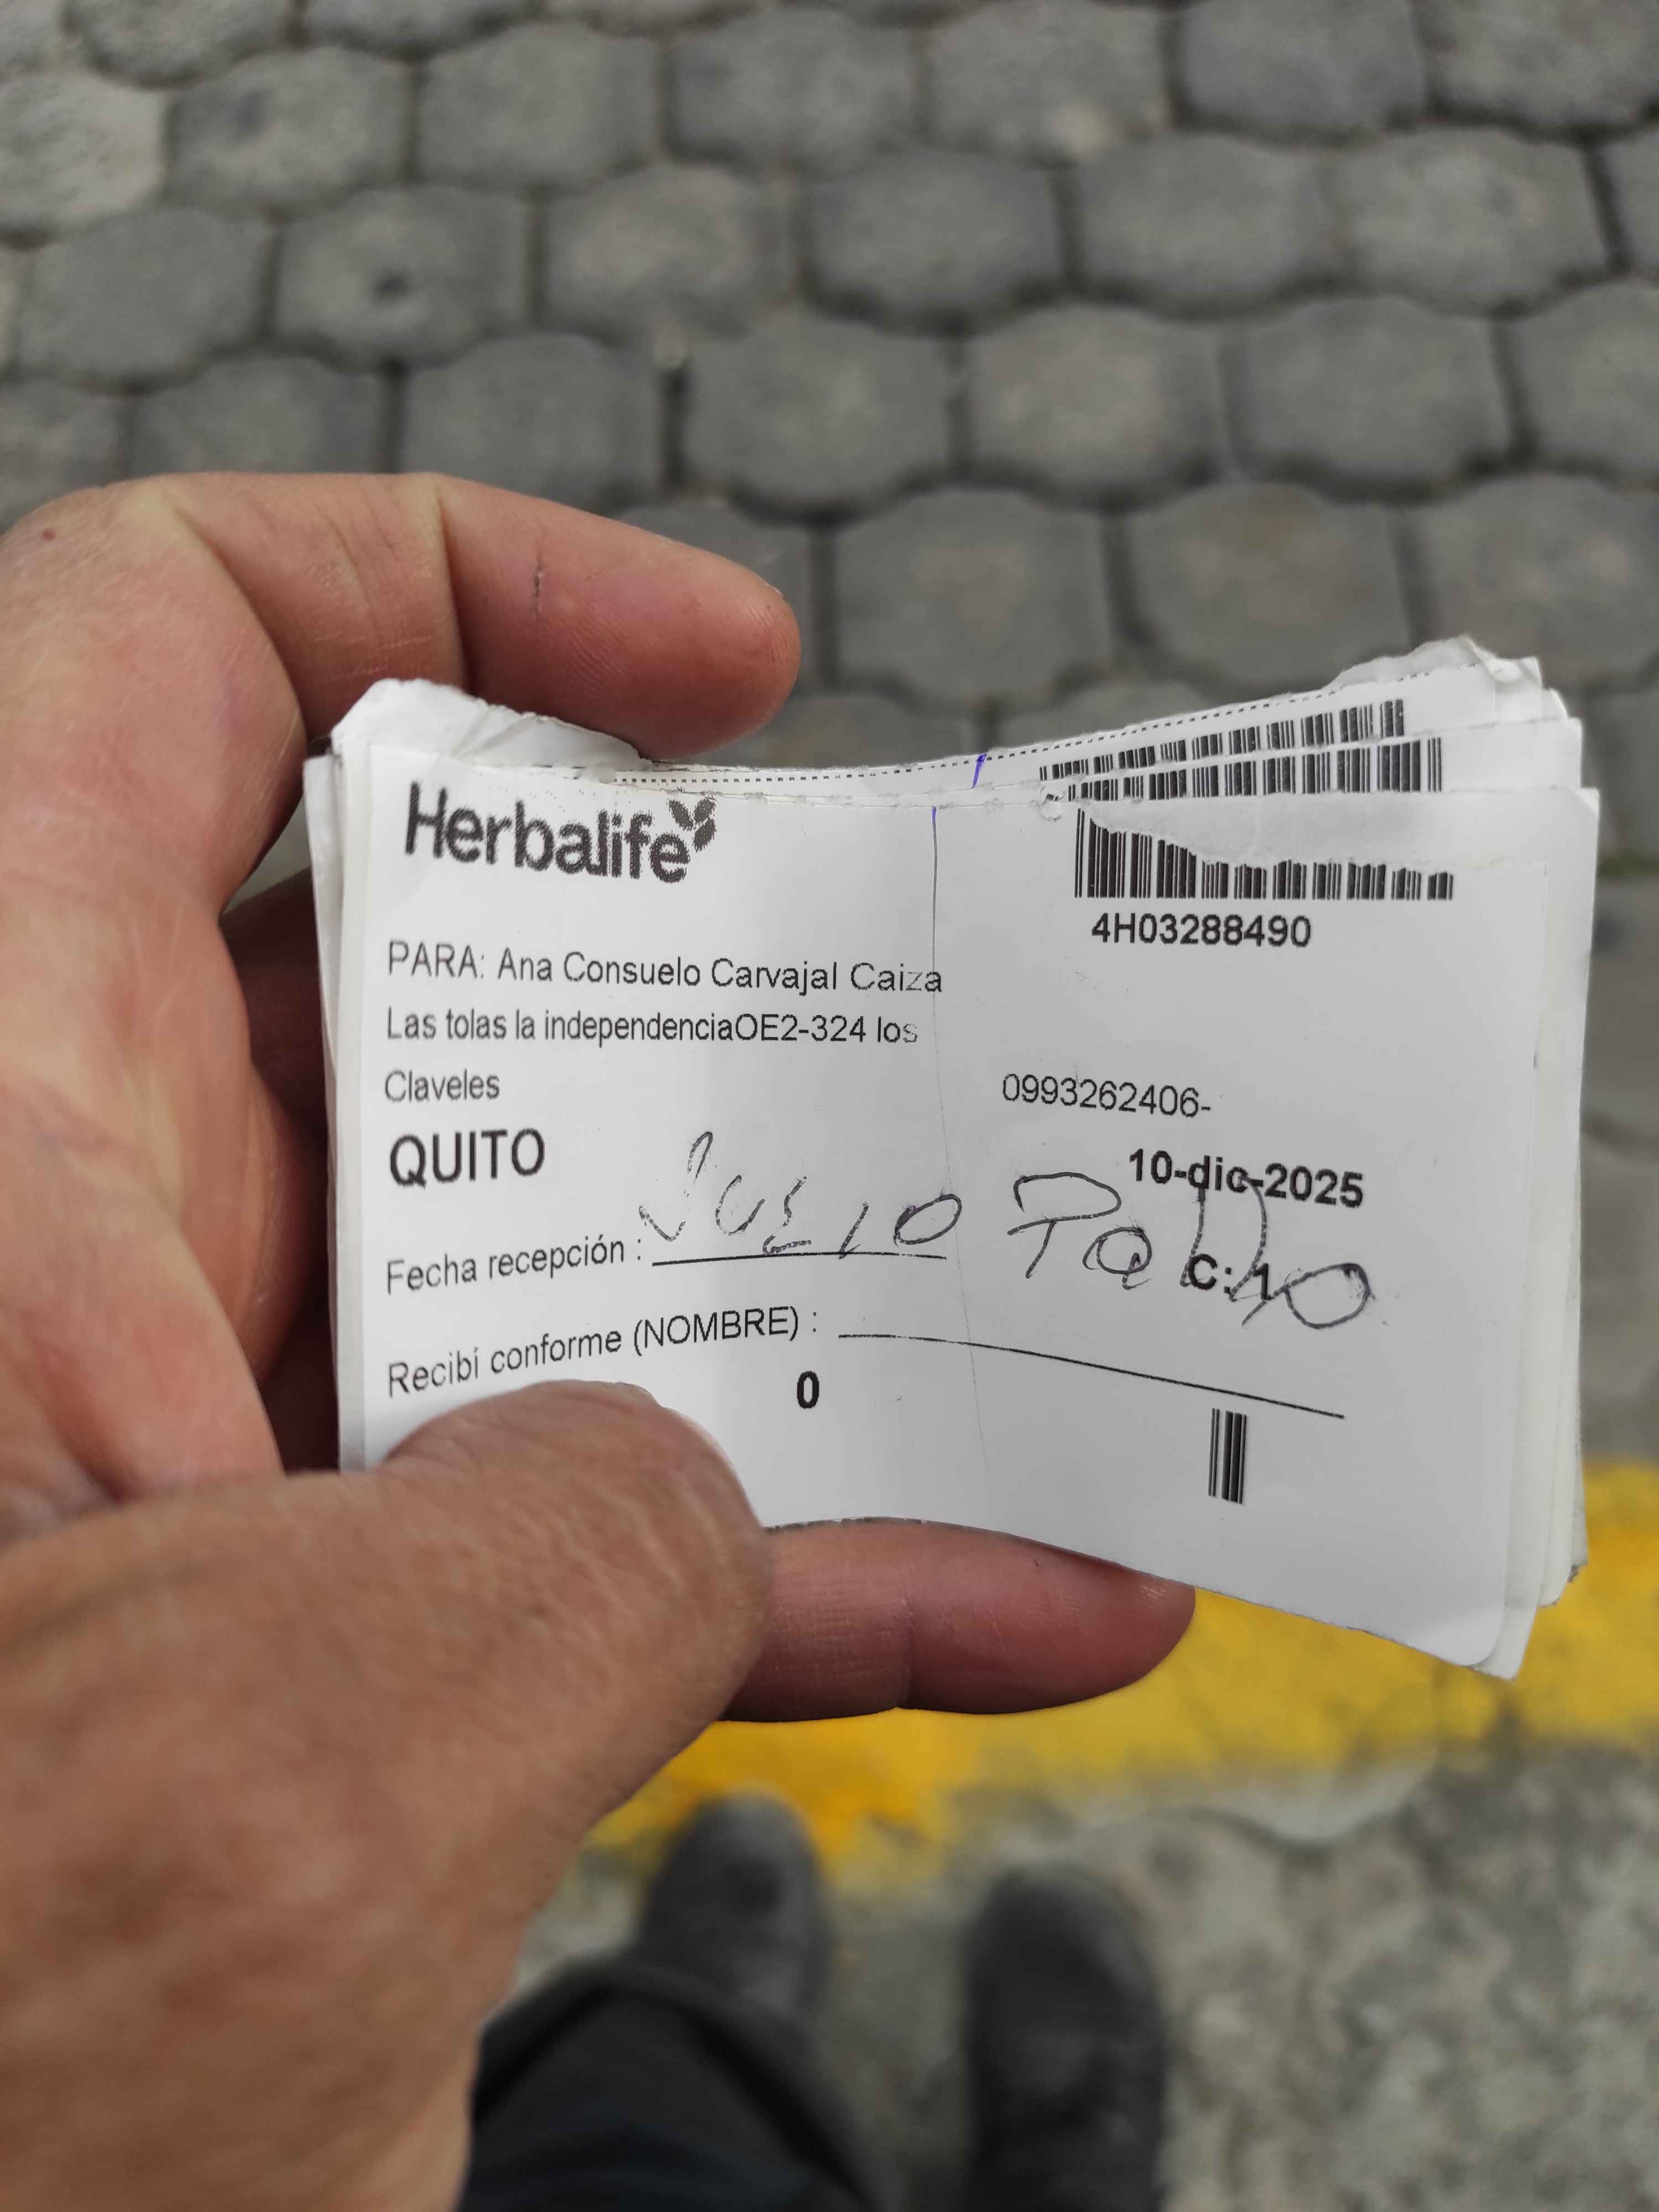 Herbalife
4H03288490
PARA: Ana Consuelo Carvajal Caiza
Las tolas la independenciaOE2-324 los
Claveles
0993262406-
QUITO
10-dic-2025
Fecha recepción :
Pablo
C: 1
Recibí conforme (NOMBRE) :
0